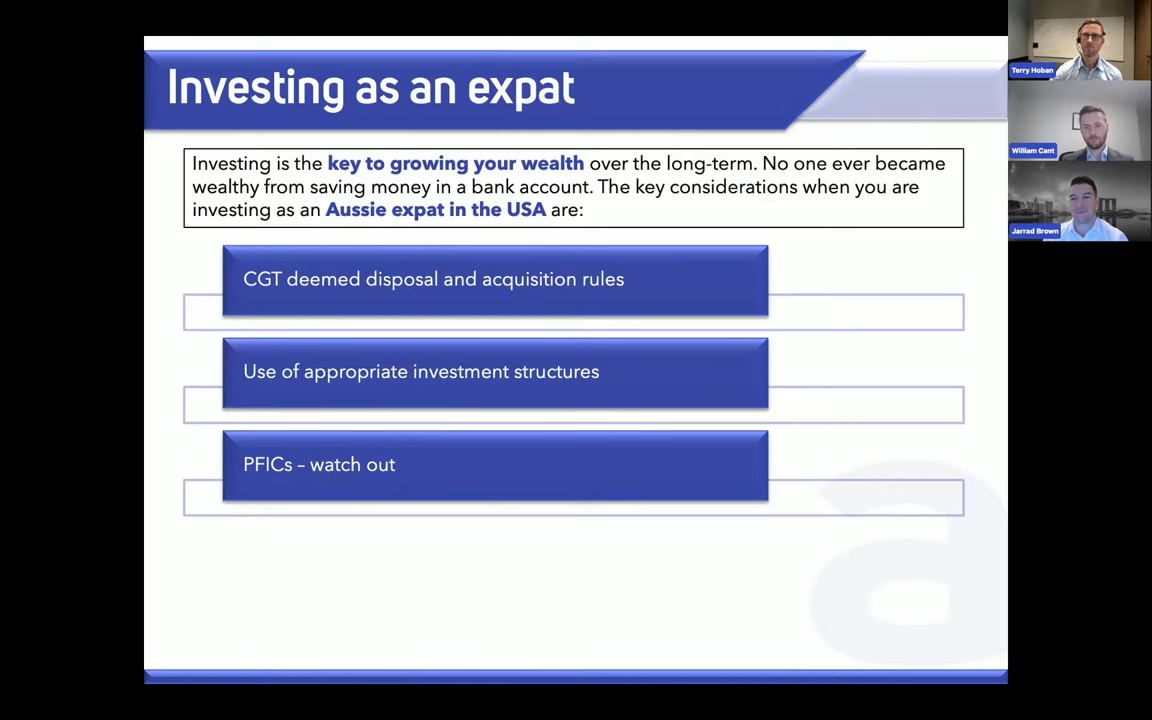 Investing as an expat
Investing is the key to growing your wealth over the long-term. No one ever became
wealthy from saving money in a bank account. The key considerations when you are
investing as an Aussie expat in the USA are:
CGT deemed disposal and acquisition rules
Use of appropriate investment structures
PFICs – watch out
Terry Hoban
William Cant
Jarrad Brown